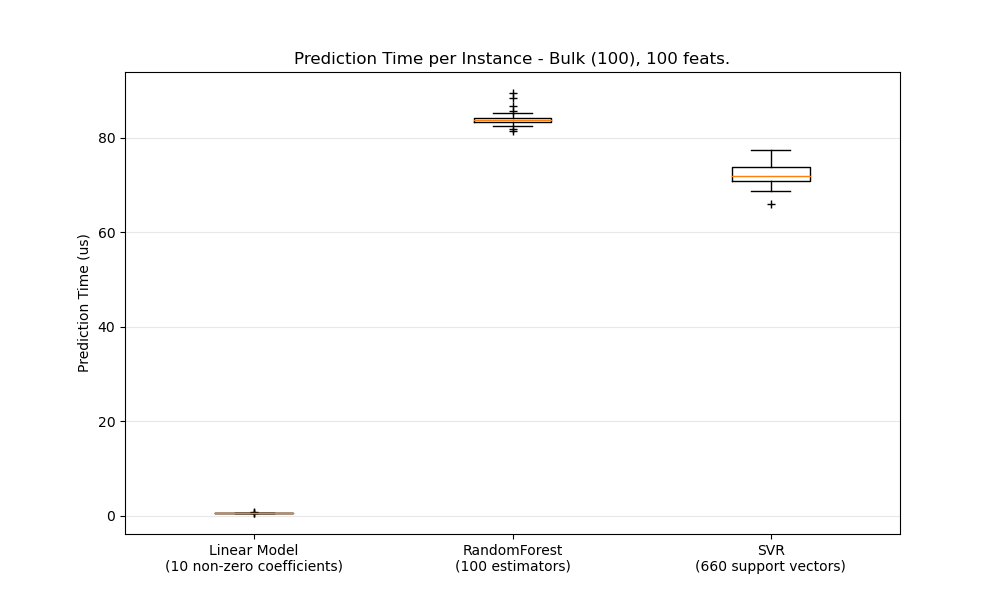 Prediction Time per Instance - Bulk (100), 100 feats.
Prediction Time (us)
80
60
40
20
0
Linear Model
(10 non-zero coefficients)
RandomForest
(100 estimators)
SVR
(660 support vectors)